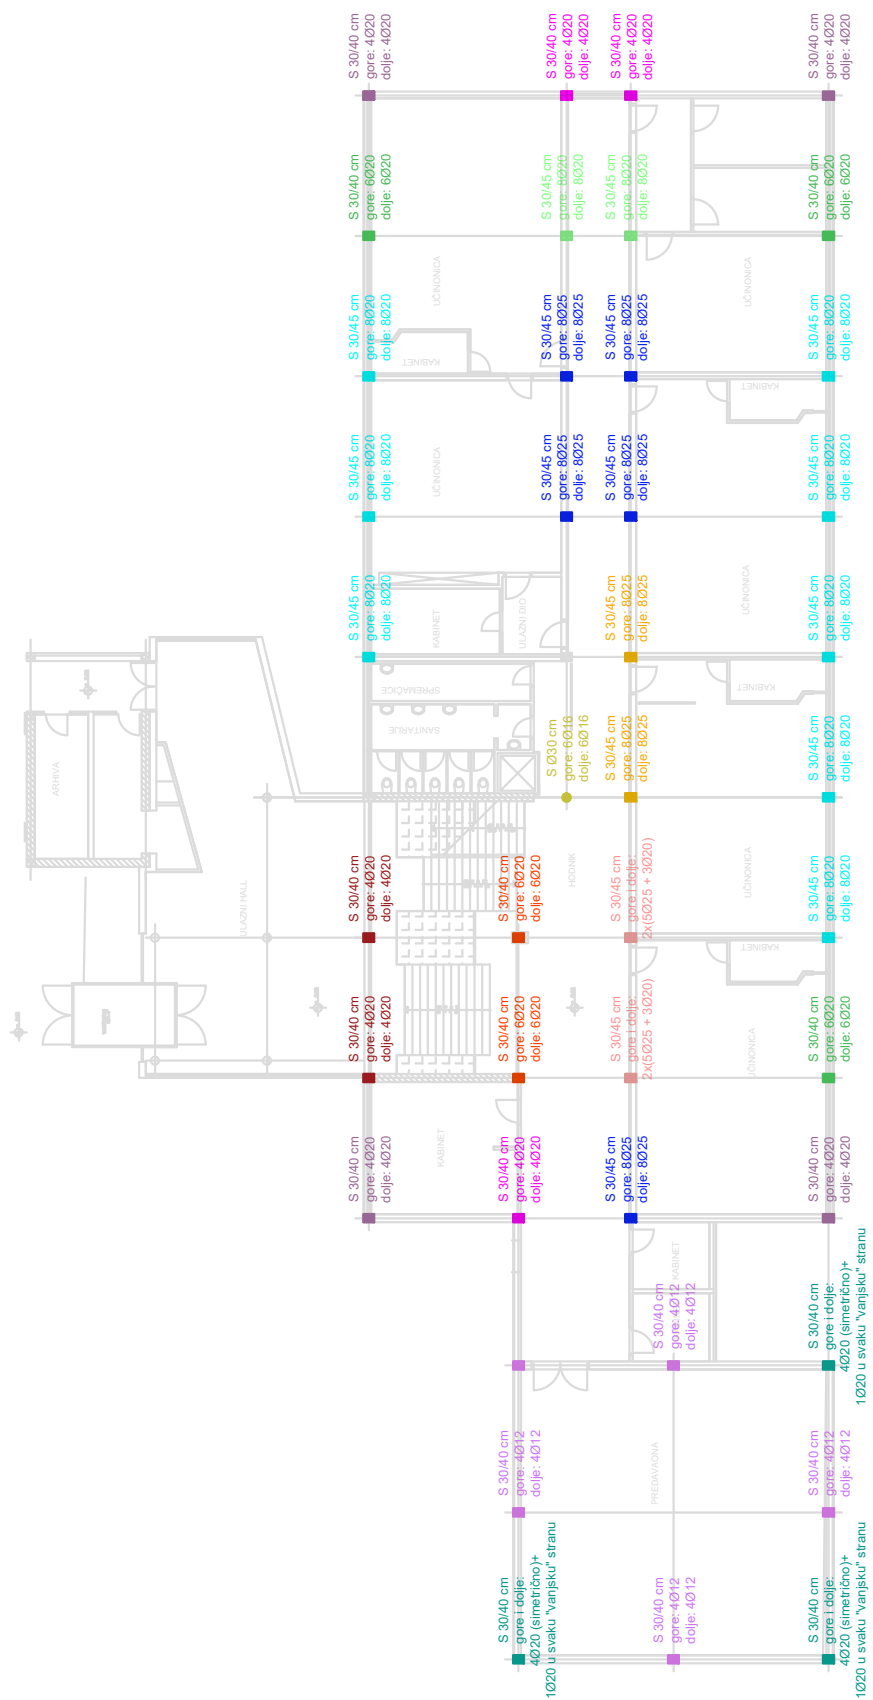 S 30/40 cm
gore: 4Ø20
dolje: 4Ø20
S 30/40 cm
gore: 4Ø20
dolje: 4Ø20
S 30/40 cm
gore: 4Ø20
dolje: 4Ø20
S 30/40 cm
gore: 4Ø20
dolje: 4Ø20
S 30/40 cm
gore: 6Ø20
dolje: 6Ø20
S 30/45 cm
gore: 8Ø20
dolje: 8Ø20
S 30/45 cm
gore: 8Ø20
dolje: 8Ø20
S 30/40 cm
gore: 6Ø20
dolje: 6Ø20
UČINONICA
UČINONICA
S 30/45 cm
gore: 8Ø20
dolje: 8Ø20
KABINET
S 30/45 cm
gore: 8Ø25
dolje: 8Ø25
S 30/45 cm
gore: 8Ø25
dolje: 8Ø25
KABINET
S 30/45 cm
gore: 8Ø20
dolje: 8Ø20
S 30/45 cm
gore: 8Ø20
dolje: 8Ø20
UČINONICA
S 30/45 cm
gore: 8Ø25
dolje: 8Ø25
S 30/45 cm
gore: 8Ø25
dolje: 8Ø25
S 30/45 cm
gore: 8Ø20
dolje: 8Ø20
S 30/45 cm
gore: 8Ø20
dolje: 8Ø20
KABINET
ULAZNI DIO
S 30/45 cm
gore: 8Ø25
dolje: 8Ø25
UČINONICA
S 30/45 cm
gore: 8Ø20
dolje: 8Ø20
SPREMAČICE
KABINET
SANITARIJE
ARHIVA
S Ø30 cm
gore: 6Ø16
dolje: 6Ø16
S 30/45 cm
gore: 8Ø25
dolje: 8Ø25
S 30/45 cm
gore: 8Ø20
dolje: 8Ø20
ULAZNI HALL
HODNIK
UČINONICA
S 30/40 cm
gore: 4Ø20
dolje: 4Ø20
S 30/40 cm
gore: 6Ø20
dolje: 6Ø20
S 30/45 cm
gore i dolje:
2x(5Ø25 + 3Ø20)
S 30/45 cm
gore: 8Ø20
dolje: 8Ø20
KABINET
S 30/40 cm
gore: 4Ø20
dolje: 4Ø20
S 30/40 cm
gore: 6Ø20
dolje: 6Ø20
S 30/45 cm
gore i dolje:
2x(5Ø25 + 3Ø20)
UČINONICA
S 30/40 cm
gore: 6Ø20
dolje: 6Ø20
KABINET
S 30/40 cm
gore: 4Ø20
dolje: 4Ø20
S 30/40 cm
gore: 4Ø20
dolje: 4Ø20
S 30/45 cm
gore: 8Ø25
dolje: 8Ø25
S 30/40 cm
gore: 4Ø20
dolje: 4Ø20
KABINET
S 30/40 cm
gore: 4Ø12
dolje: 4Ø12
S 30/40 cm
gore i dolje:
4Ø20 (simetrično)+
1Ø20 u svaku "vanjsku" stranu
S 30/40 cm
gore: 4Ø12
dolje: 4Ø12
PREDAVAONA
S 30/40 cm
gore: 4Ø12
dolje: 4Ø12
S 30/40 cm
gore i dolje:
4Ø20 (simetrično)+
1Ø20 u svaku "vanjsku" stranu
S 30/40 cm
gore: 4Ø12
dolje: 4Ø12
S 30/40 cm
gore i dolje:
4Ø20 (simetrično)+
1Ø20 u svaku "vanjsku" stranu